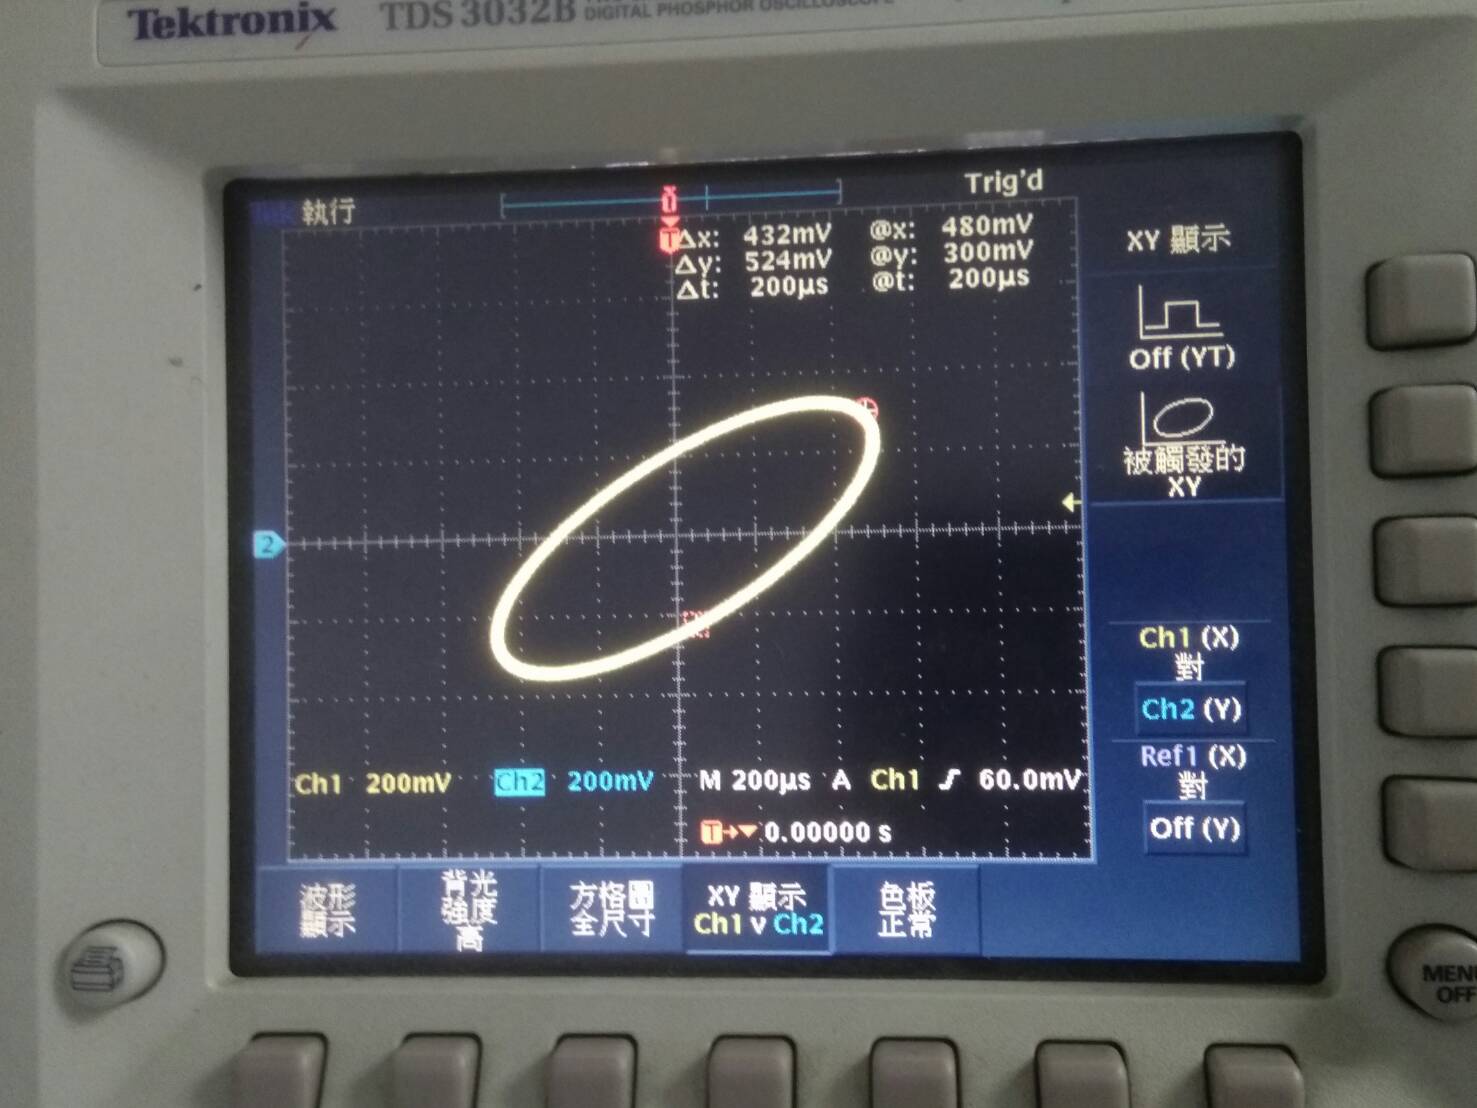 Tektronix TDS 3032B
DIGITAL PHOSPHOR OSCILLOSCOPE
執行
Trig'd
Δx: 432mV @x: 480mV
Δy: 524mV @y: 300mV
Δt: 200µs @t: 200µs
T
2
XY 顯示
Off (YT)
被觸發的
XY
Ch1 (X)
對
Ch2 (Y)
Ref1 (X)
對
Off (Y)
Ch1 200mV Ch2 200mV M 200µs A Ch1 60.0mV
T 0.00000 s
波形
顯示
背光
強度
高
方格圖
全尺寸
XY 顯示
Ch1 v Ch2
色板
正常
MENU
OFF